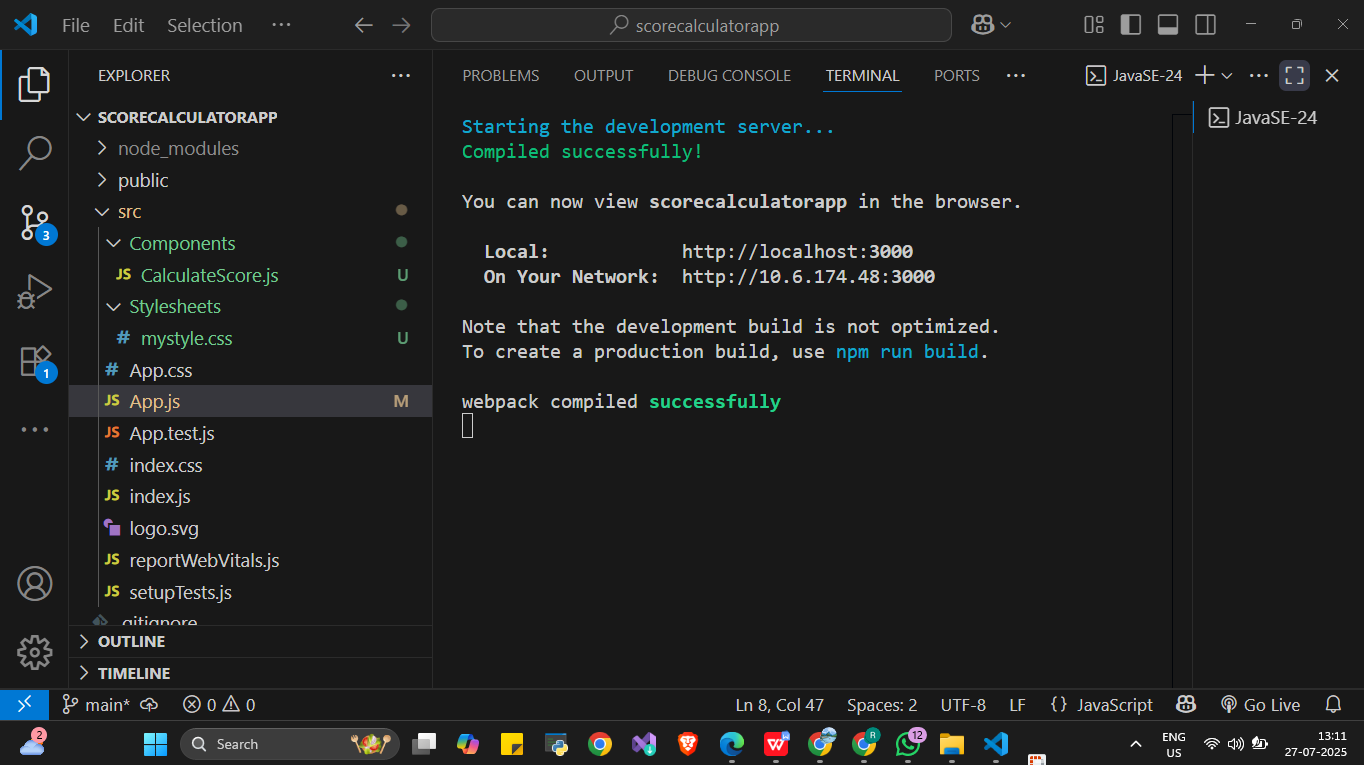 File Edit Selection ···
scorecalculatorapp
EXPLORER
SCORECALCULATORAPP
node_modules
public
src
Components
JS CalculateScore.js U
Stylesheets
# mystyle.css U
# App.css
JS App.js M
JS App.test.js
# index.css
JS index.js
logo.svg
JS reportWebVitals.js
JS setupTests.js
.gitignore
OUTLINE
TIMELINE
3
1
PROBLEMS OUTPUT DEBUG CONSOLE TERMINAL PORTS ···
JavaSE-24
JavaSE-24
Starting the development server...
Compiled successfully!
You can now view scorecalculatorapp in the browser.
Local: http://localhost:3000
On Your Network: http://10.6.174.48:3000
Note that the development build is not optimized.
To create a production build, use npm run build.
webpack compiled successfully
main* 0 0
Ln 8, Col 47 Spaces: 2 UTF-8 LF {} JavaScript Go Live
2
Search
W
R
12
ENG
US
13:11
27-07-2025